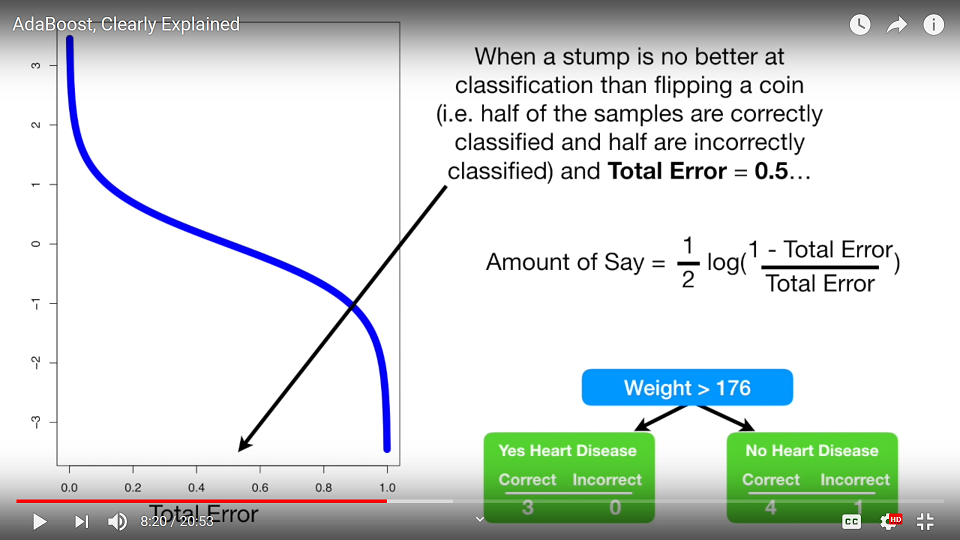 AdaBoost, Clearly Explained
When a stump is no better at
classification than flipping a coin
(i.e. half of the samples are correctly
classified and half are incorrectly
classified) and Total Error = 0.5…
Amount of Say = 1/2 log(1 - Total Error/Total Error)
3
2
1
0
-1
-2
-3
0.0 0.2 0.4 0.6 0.8 1.0
Total Error
Weight > 176
Yes Heart Disease
Correct Incorrect
3 0
No Heart Disease
Correct Incorrect
4 1
8:20 / 20:53
CC
HD